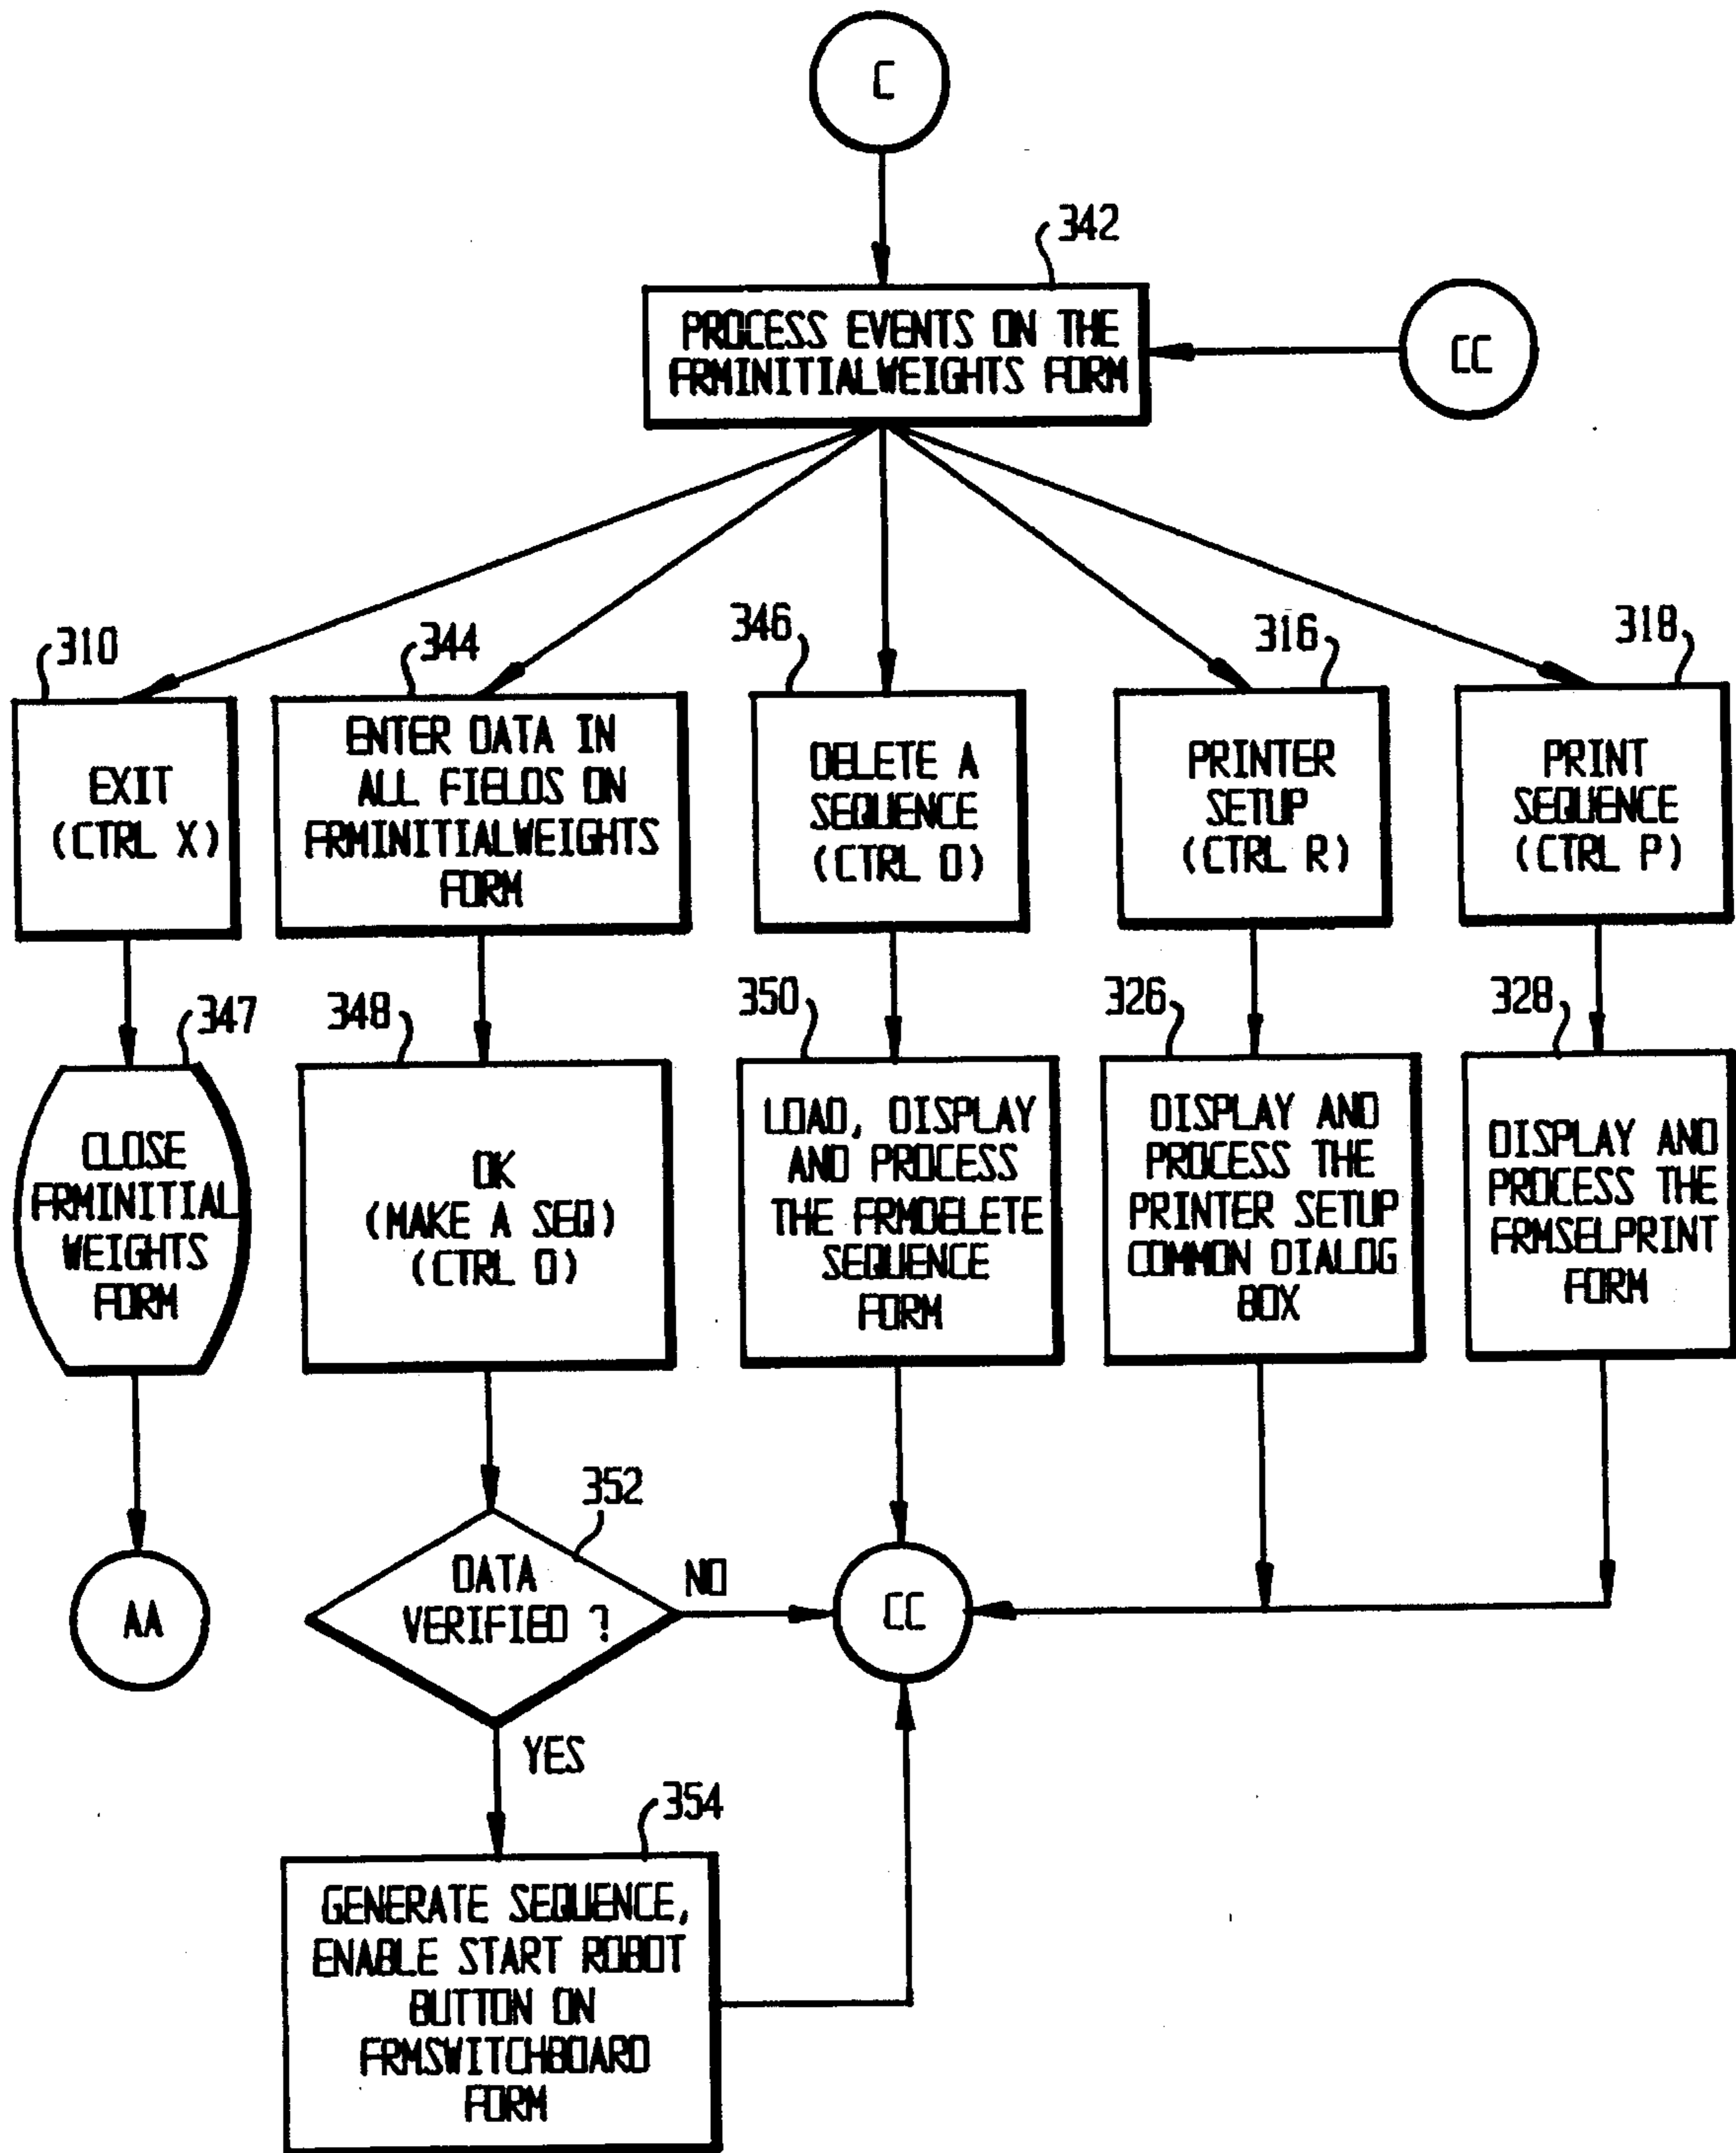 C
342
PROCESS EVENTS ON THE
FRMINITIALWEIGHTS FORM
CC
310
EXIT
(CTRL X)
344
ENTER DATA IN
ALL FIELDS ON
FRMINITIALWEIGHTS
FORM
346
DELETE A
SEQUENCE
(CTRL D)
316
PRINTER
SETUP
(CTRL R)
318
PRINT
SEQUENCE
(CTRL P)
347
CLOSE
FRMINITIAL
WEIGHTS
FORM
348
OK
(MAKE A SEQ)
(CTRL O)
350
LOAD, DISPLAY
AND PROCESS
THE FRMDELETE
SEQUENCE
FORM
326
DISPLAY AND
PROCESS THE
PRINTER SETUP
COMMON DIALOG
BOX
328
DISPLAY AND
PROCESS THE
FRMSELPRINT
FORM
AA
352
DATA
VERIFIED ?
NO
CC
YES
354
GENERATE SEQUENCE,
ENABLE START ROBOT
BUTTON ON
FRMSWITCHBOARD
FORM